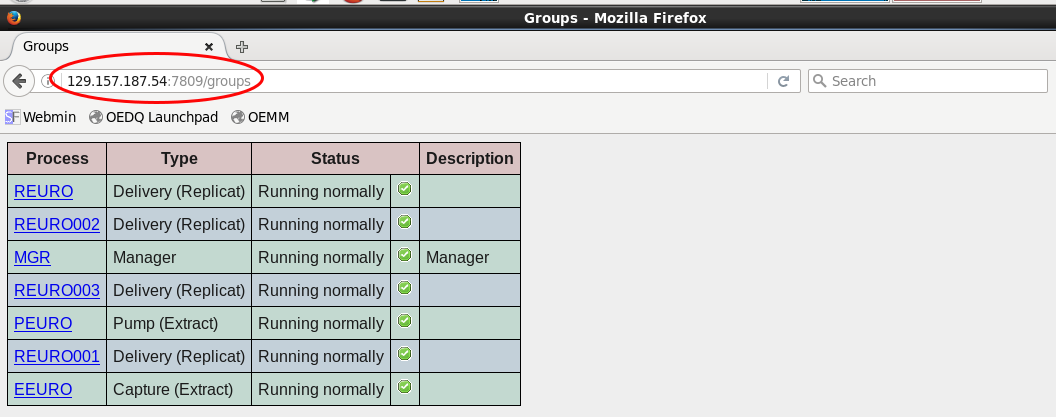 Groups - Mozilla Firefox
Groups
129.157.187.54:7809/groups
Search
Webmin OEDQ Launchpad OEMM
Process Type Status Description
REURO Delivery (Replicat) Running normally
REURO002 Delivery (Replicat) Running normally
MGR Manager Running normally Manager
REURO003 Delivery (Replicat) Running normally
PEURO Pump (Extract) Running normally
REURO001 Delivery (Replicat) Running normally
EEURO Capture (Extract) Running normally